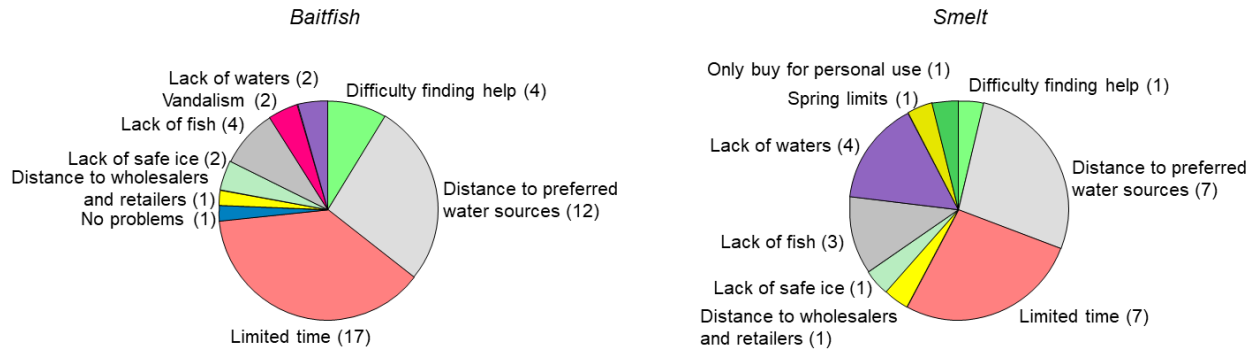 Baitfish
Lack of waters (2)
Difficulty finding help (4)
Vandalism (2)
Lack of fish (4)
Lack of safe ice (2)
Distance to wholesalers
and retailers (1)
No problems (1)
Distance to preferred
water sources (12)
Limited time (17)
Smelt
Only buy for personal use (1)
Difficulty finding help (1)
Spring limits (1)
Lack of waters (4)
Distance to preferred
water sources (7)
Lack of fish (3)
Lack of safe ice (1)
Distance to wholesalers
and retailers (1)
Limited time (7)